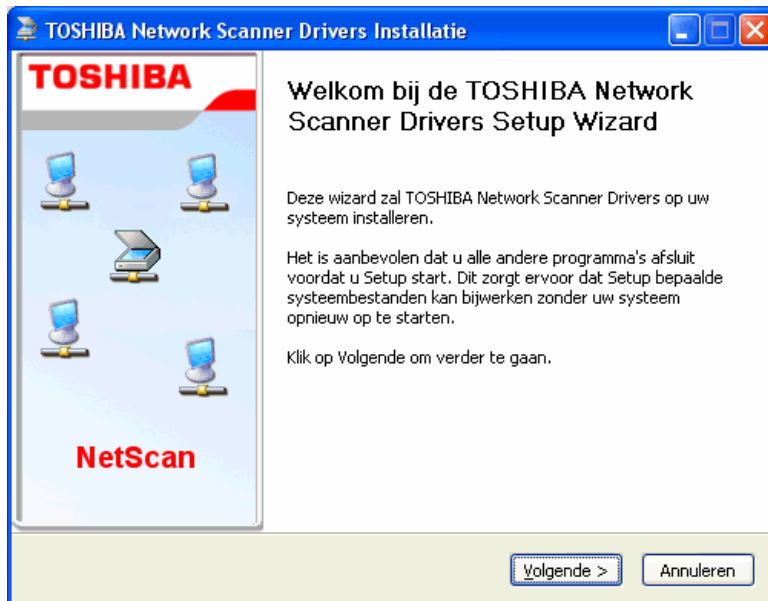 TOSHIBA Network Scanner Drivers Installatie
TOSHIBA
Welkom bij de TOSHIBA Network
Scanner Drivers Setup Wizard
Deze wizard zal TOSHIBA Network Scanner Drivers op uw
systeem installeren.
Het is aanbevolen dat u alle andere programma's afsluit
voordat u Setup start. Dit zorgt ervoor dat Setup bepaalde
systeembestanden kan bijwerken zonder uw systeem
opnieuw op te starten.
Klik op Volgende om verder te gaan.
NetScan
Volgende >
Annuleren